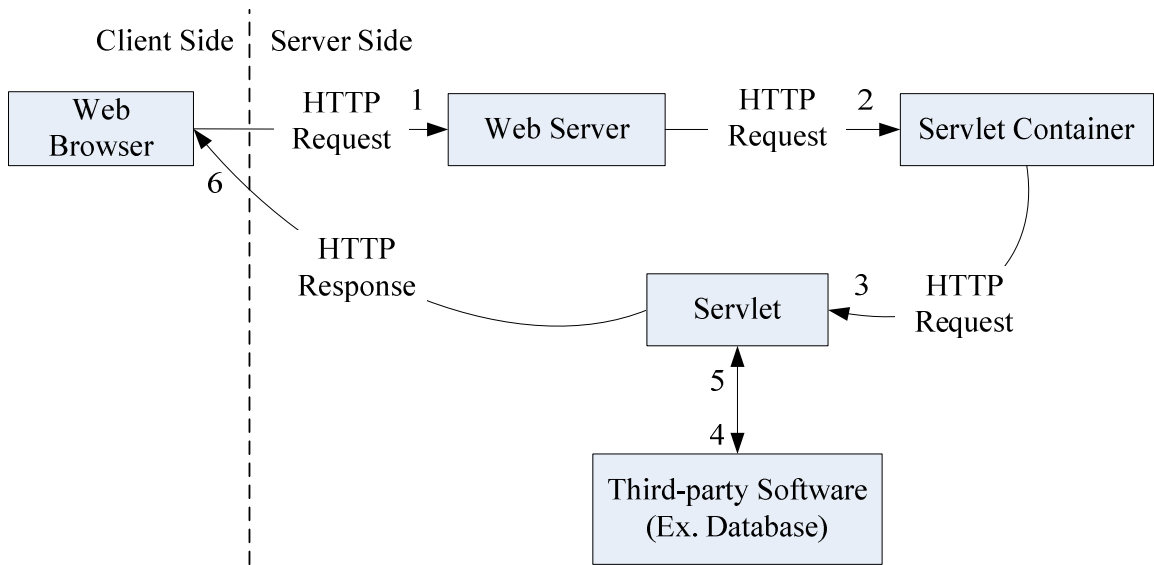 Client Side
Server Side
Web
Browser
HTTP
Request
1
Web Server
HTTP
Request
2
Servlet Container
6
HTTP
Response
Servlet
3
HTTP
Request
5
4
Third-party Software
(Ex. Database)